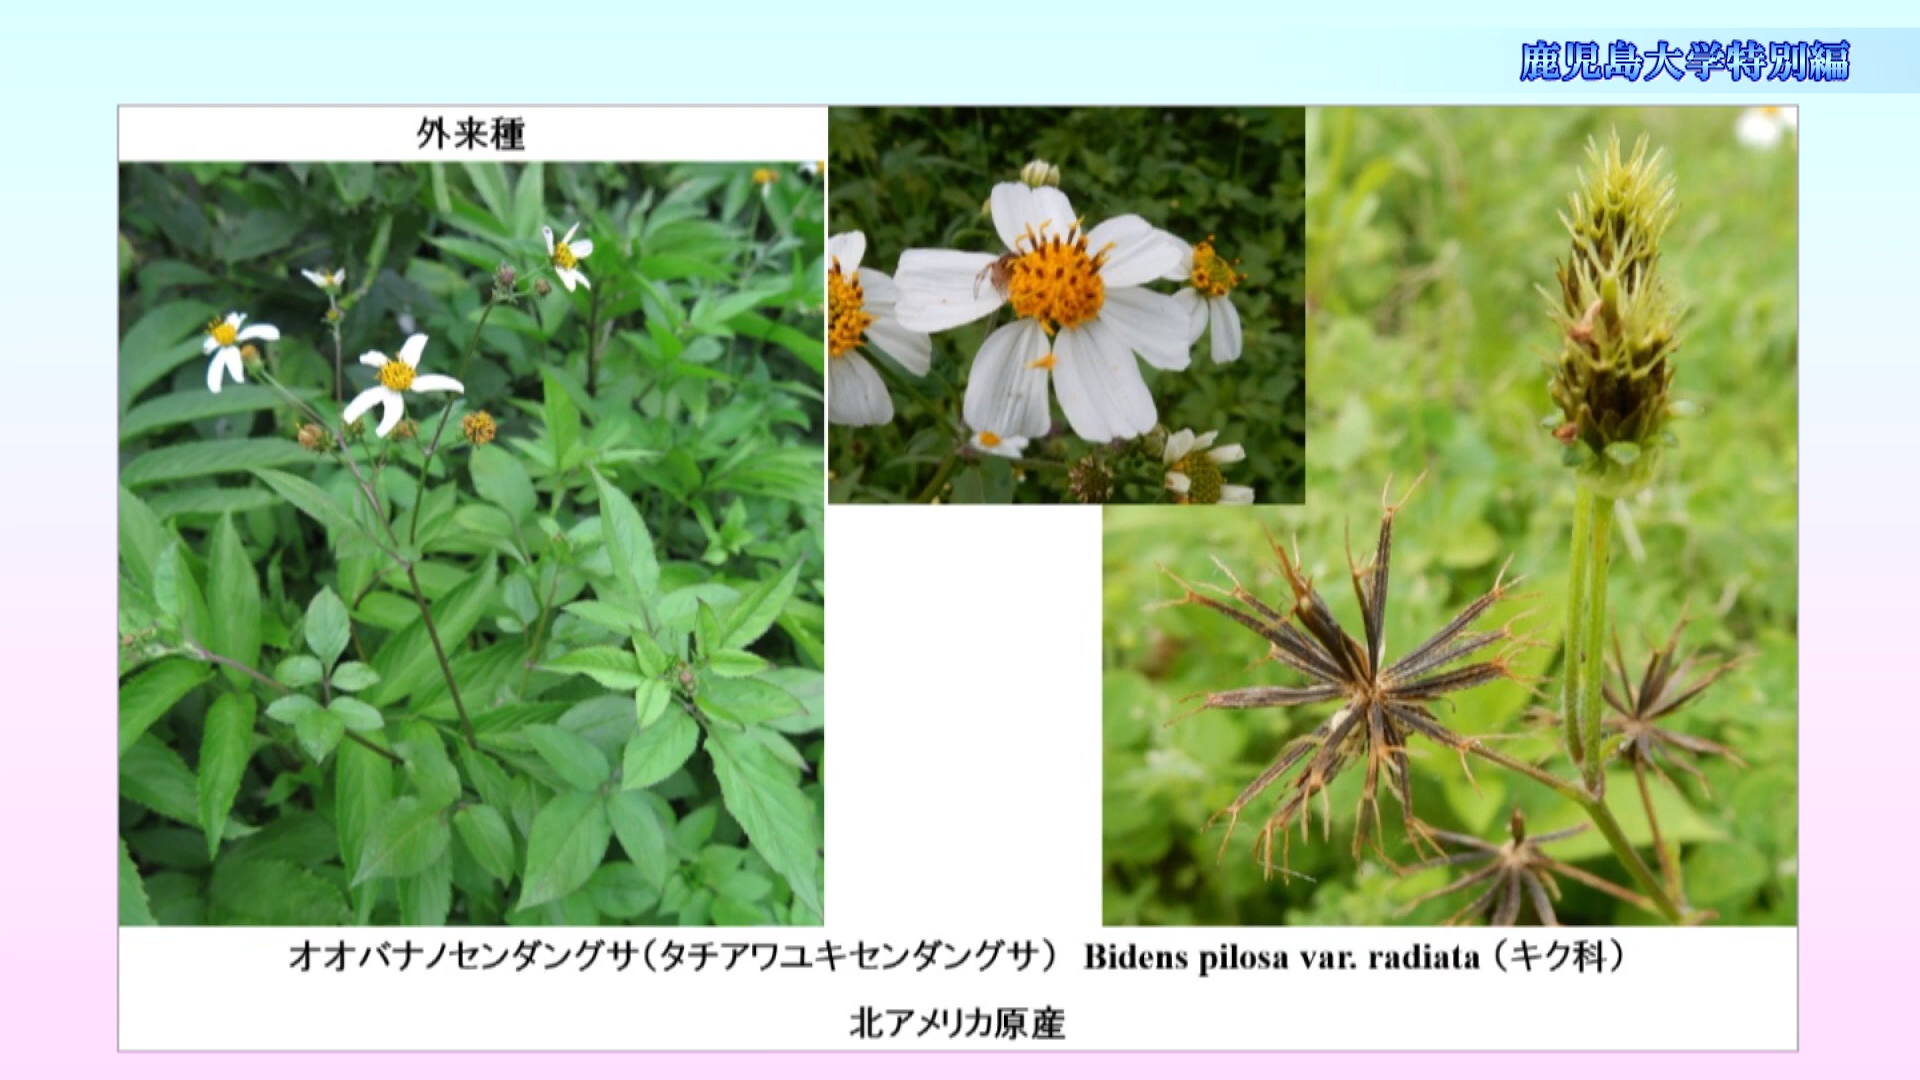 鹿児島大学特別編
外来種
オオバナノセンダングサ（タチアワユキセンダングサ） Bidens pilosa var. radiata （キク科）
北アメリカ原産